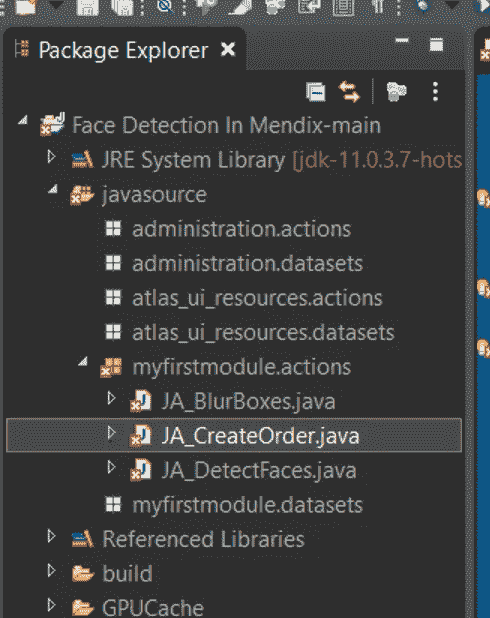 Package Explorer
Face Detection In Mendix-main
JRE System Library [jdk-11.0.3.7-hots
javasource
administration.actions
administration.datasets
atlas_ui_resources.actions
atlas_ui_resources.datasets
myfirstmodule.actions
JA_BlurBoxes.java
JA_CreateOrder.java
JA_DetectFaces.java
myfirstmodule.datasets
Referenced Libraries
build
GPUCache